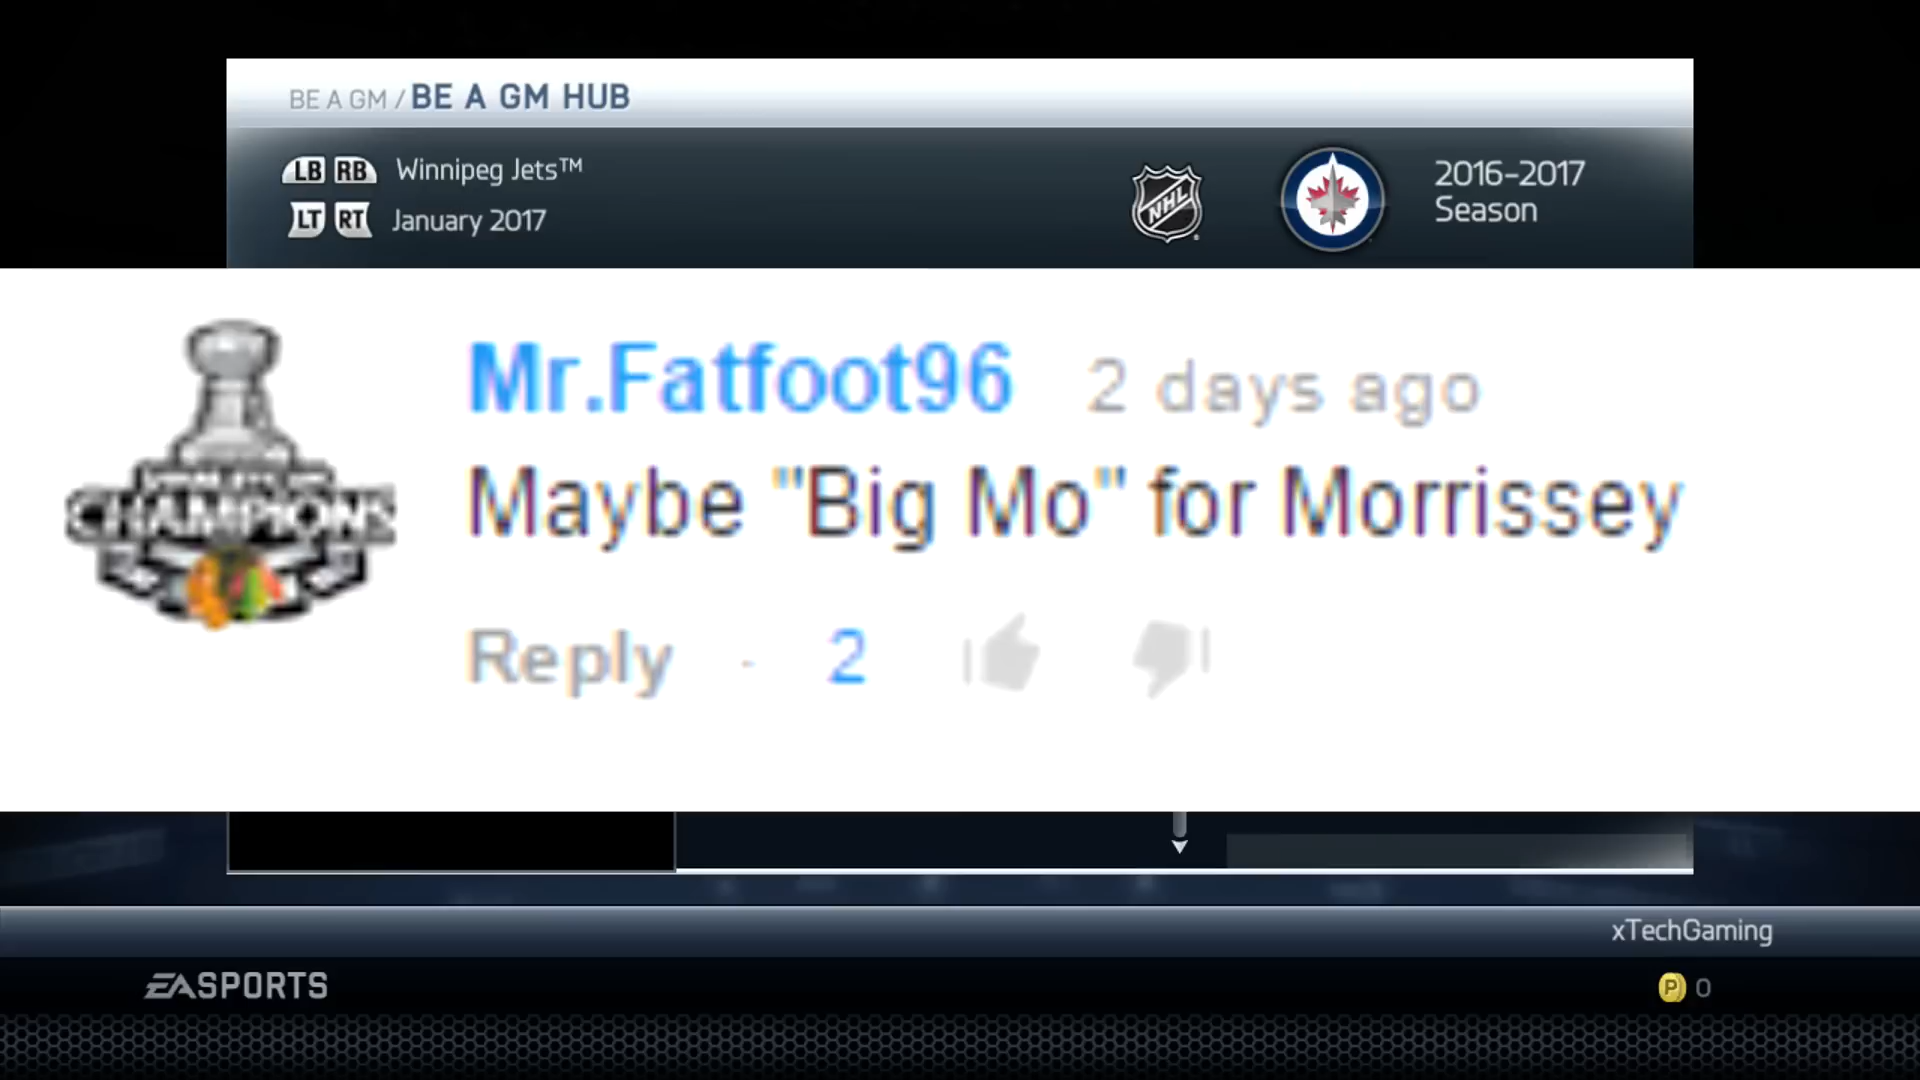 BE A GM / BE A GM HUB
LB RB Winnipeg Jets™
LT RT January 2017
NHL
2016-2017
Season
CHAMPIONS
Mr.Fatfoot96 2 days ago
Maybe "Big Mo" for Morrissey
Reply · 2
xTechGaming
EA SPORTS
P 0